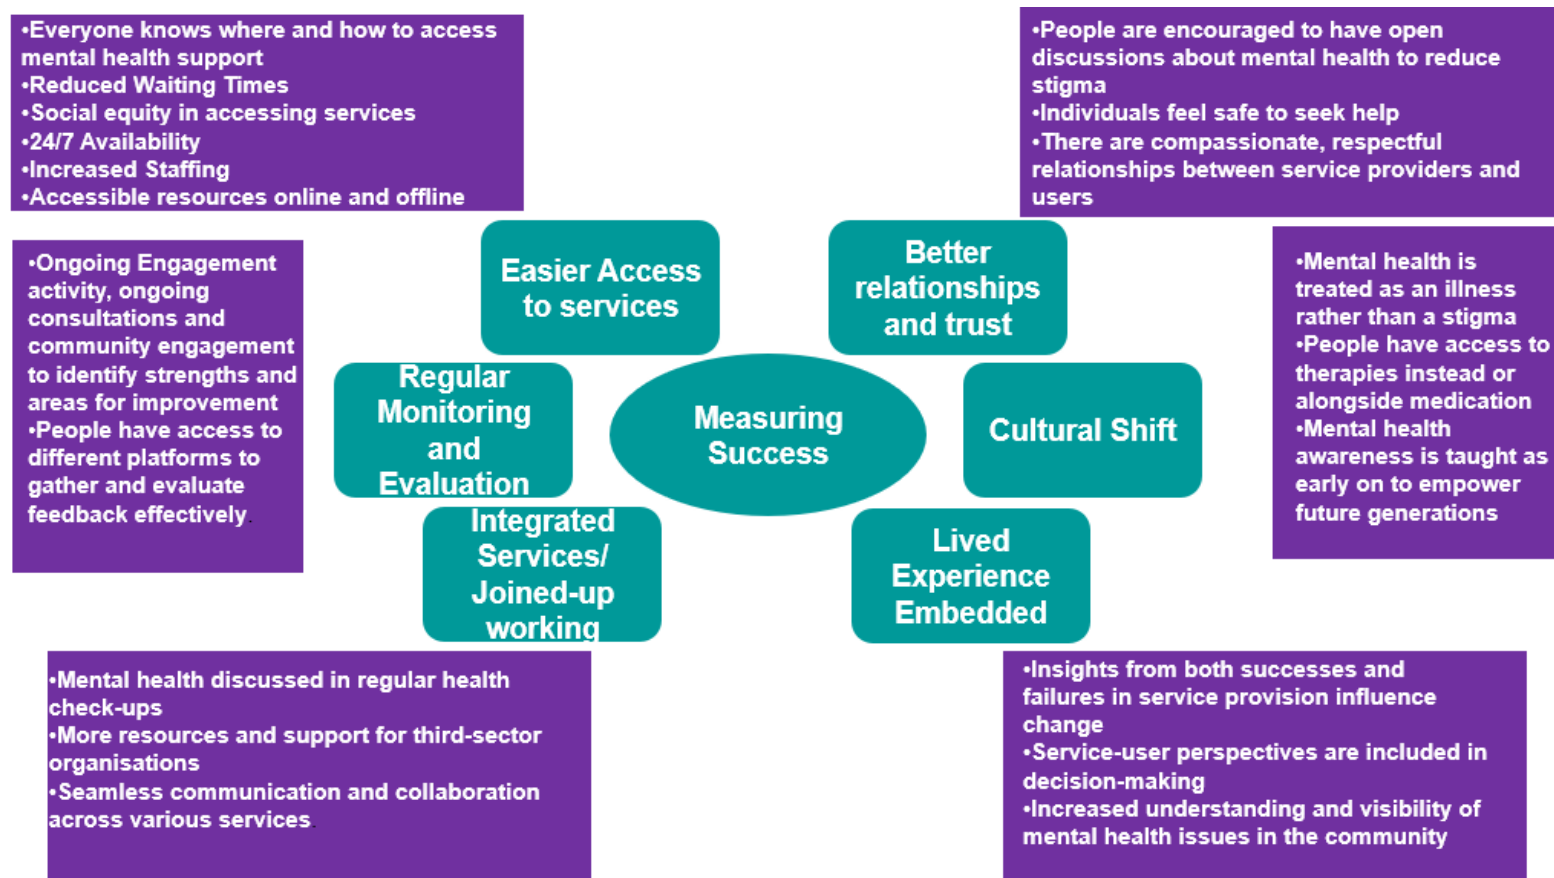 •Everyone knows where and how to access
mental health support
•Reduced Waiting Times
•Social equity in accessing services
•24/7 Availability
•Increased Staffing
•Accessible resources online and offline
•People are encouraged to have open
discussions about mental health to reduce
stigma
•Individuals feel safe to seek help
•There are compassionate, respectful
relationships between service providers and
users
Easier Access
to services
Better
relationships
and trust
•Ongoing Engagement
activity, ongoing
consultations and
community engagement
to identify strengths and
areas for improvement
•People have access to
different platforms to
gather and evaluate
feedback effectively.
Regular
Monitoring
and
Evaluation
Measuring
Success
Cultural Shift
•Mental health is
treated as an illness
rather than a stigma
•People have access to
therapies instead or
alongside medication
•Mental health
awareness is taught as
early on to empower
future generations
Integrated
Services/
Joined-up
working
Lived
Experience
Embedded
•Mental health discussed in regular health
check-ups
•More resources and support for third-sector
organisations
•Seamless communication and collaboration
across various services.
•Insights from both successes and
failures in service provision influence
change
•Service-user perspectives are included in
decision-making
•Increased understanding and visibility of
mental health issues in the community